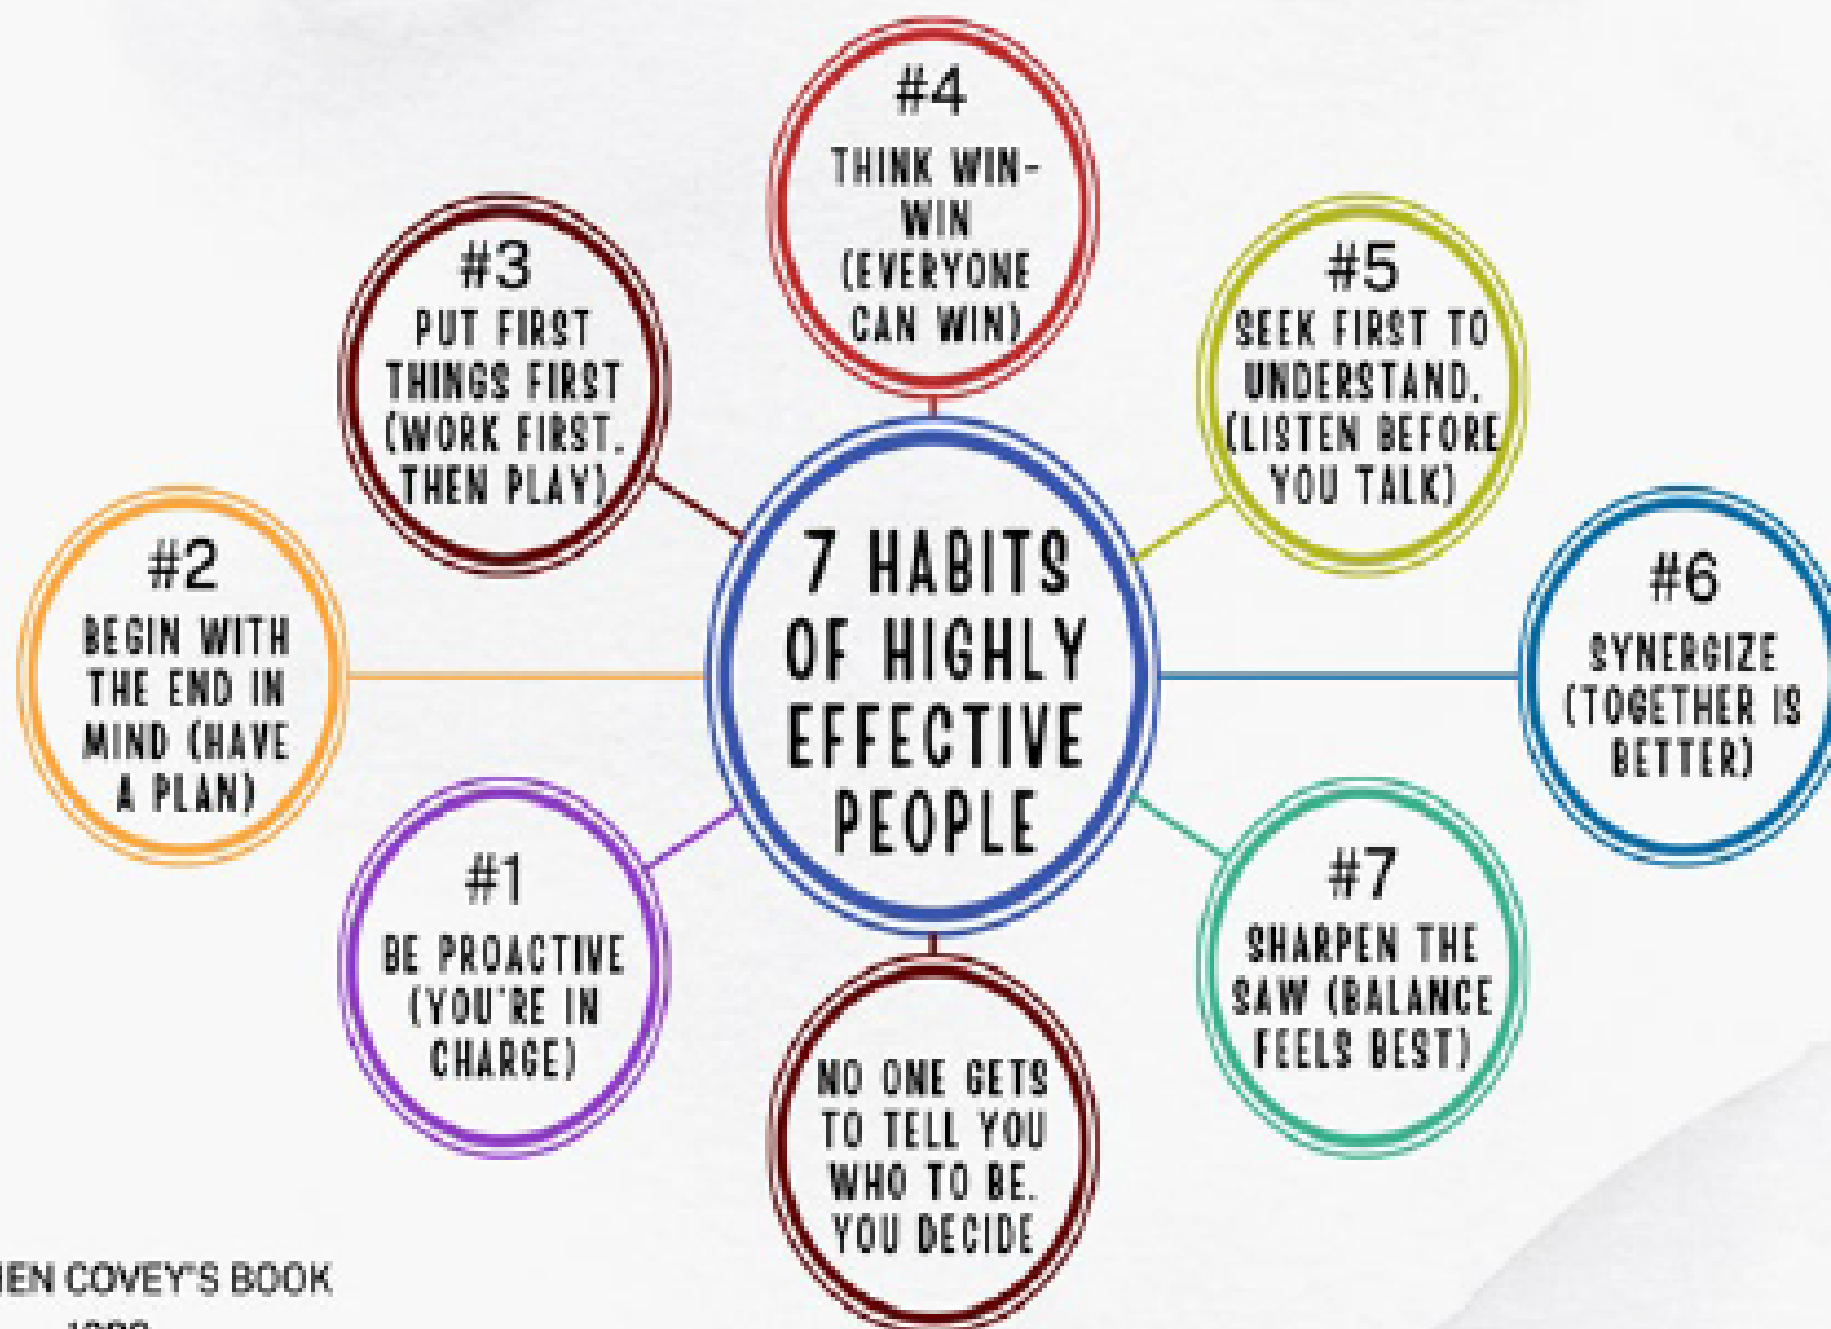 #4
THINK WIN-
WIN
(EVERYONE
CAN WIN)
#3
PUT FIRST
THINGS FIRST
(WORK FIRST.
THEN PLAY)
#5
SEEK FIRST TO
UNDERSTAND.
(LISTEN BEFORE
YOU TALK)
#2
BEGIN WITH
THE END IN
MIND (HAVE
A PLAN)
7 HABITS
OF HIGHLY
EFFECTIVE
PEOPLE
#6
SYNERGIZE
(TOGETHER IS
BETTER)
#1
BE PROACTIVE
(YOU'RE IN
CHARGE)
#7
SHARPEN THE
SAW (BALANCE
FEELS BEST)
NO ONE GETS
TO TELL YOU
WHO TO BE.
YOU DECIDE
COVEY'S BOOK